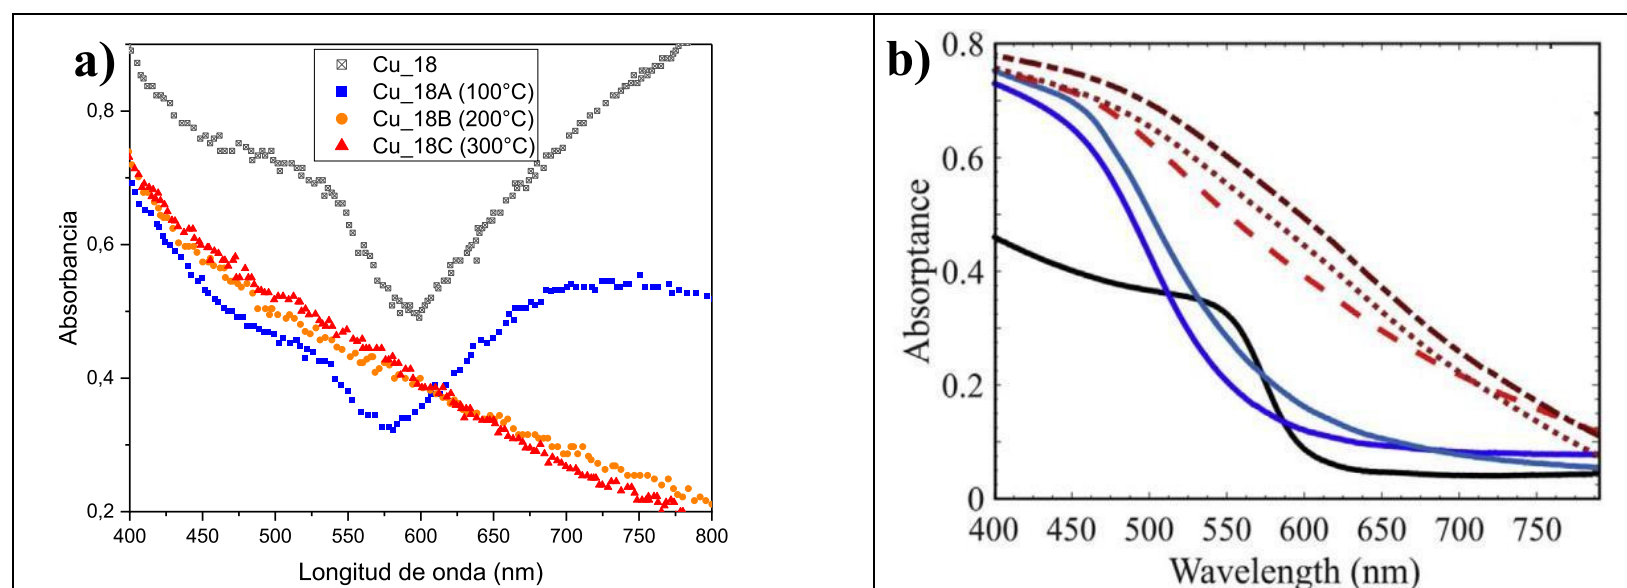 a)
Cu_18
Cu_18A (100°C)
Cu_18B (200°C)
Cu_18C (300°C)
Absorbancia
0,8
0,6
0,4
0,2
400 450 500 550 600 650 700 750 800
Longitud de onda (nm)
b)
Absorptance
0.8
0.6
0.4
0.2
0
400 450 500 550 600 650 700 750
Wavelength (nm)